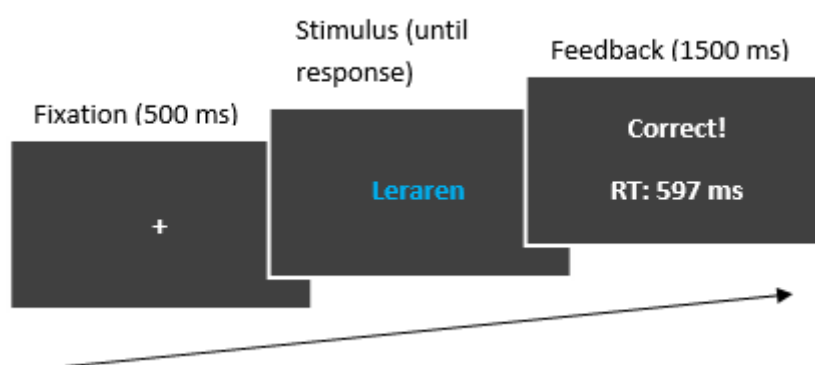 Fixation (500 ms)
+
Stimulus (until
response)
Leraren
Feedback (1500 ms)
Correct!
RT: 597 ms